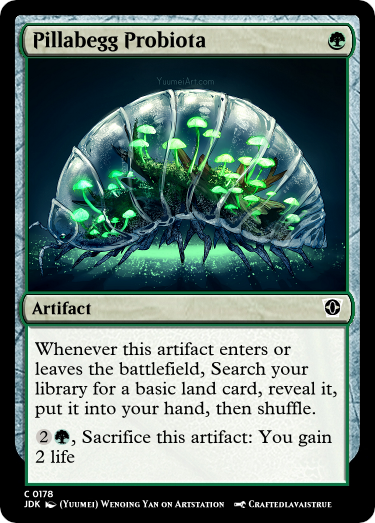 Pillabegg Probiota
YuumeiArt.com
Artifact
Whenever this artifact enters or
leaves the battlefield, Search your
library for a basic land card, reveal it,
put it into your hand, then shuffle.
2, Sacrifice this artifact: You gain
2 life
C 0178
JDK (Yuumei) Wenqing Yan on Artstation Craftedlavaistrue